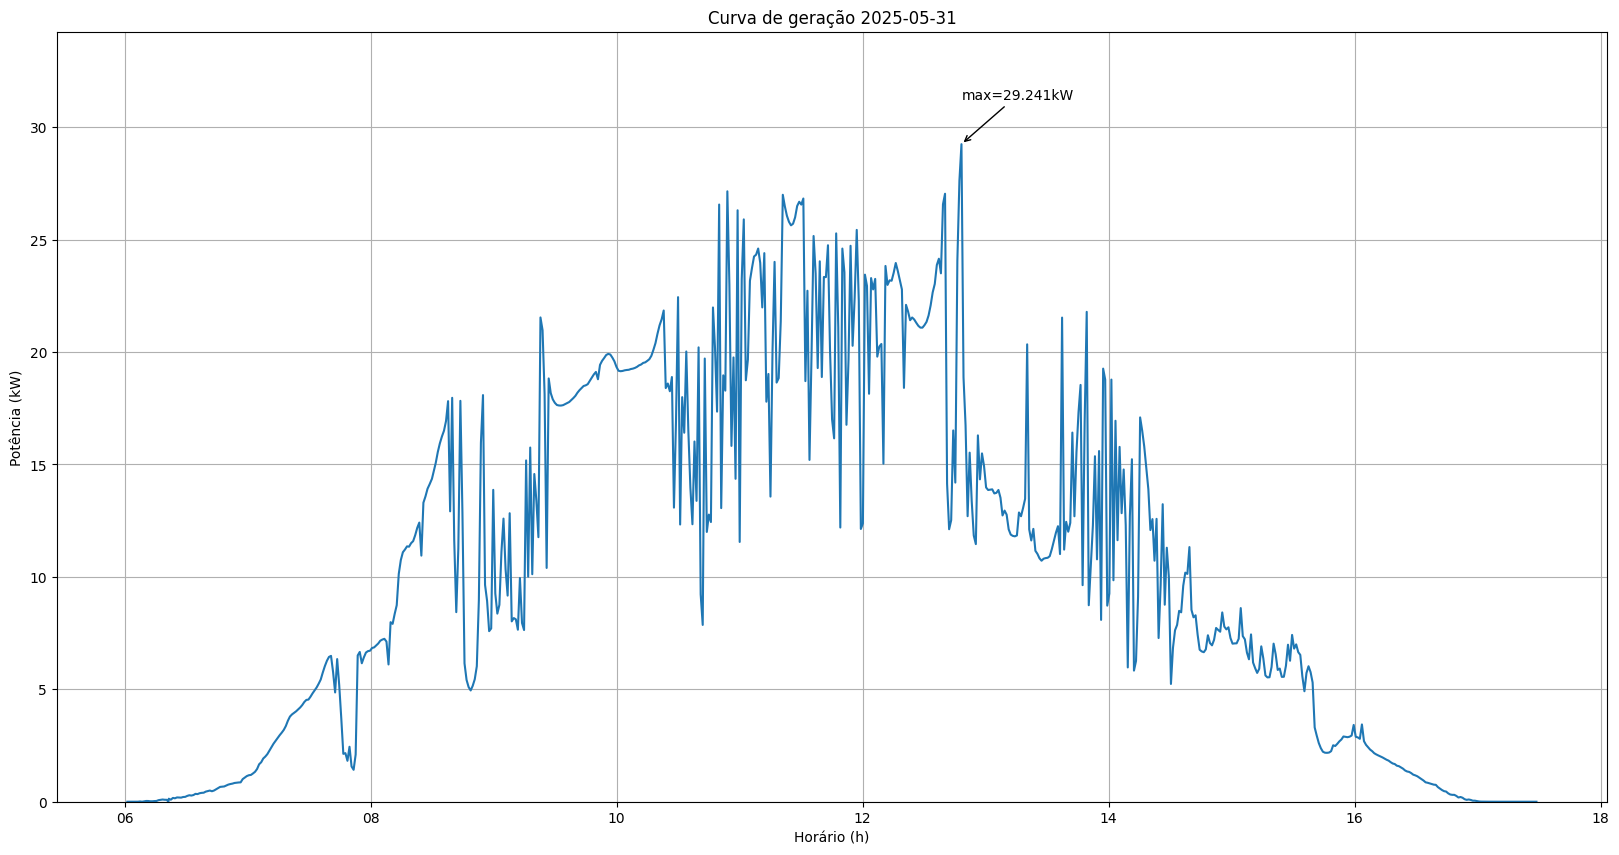 Curva de geração 2025-05-31
max=29.241kW
30
25
20
15
10
5
0
Potência (kW)
06 08 10 12 14 16 18
Horário (h)